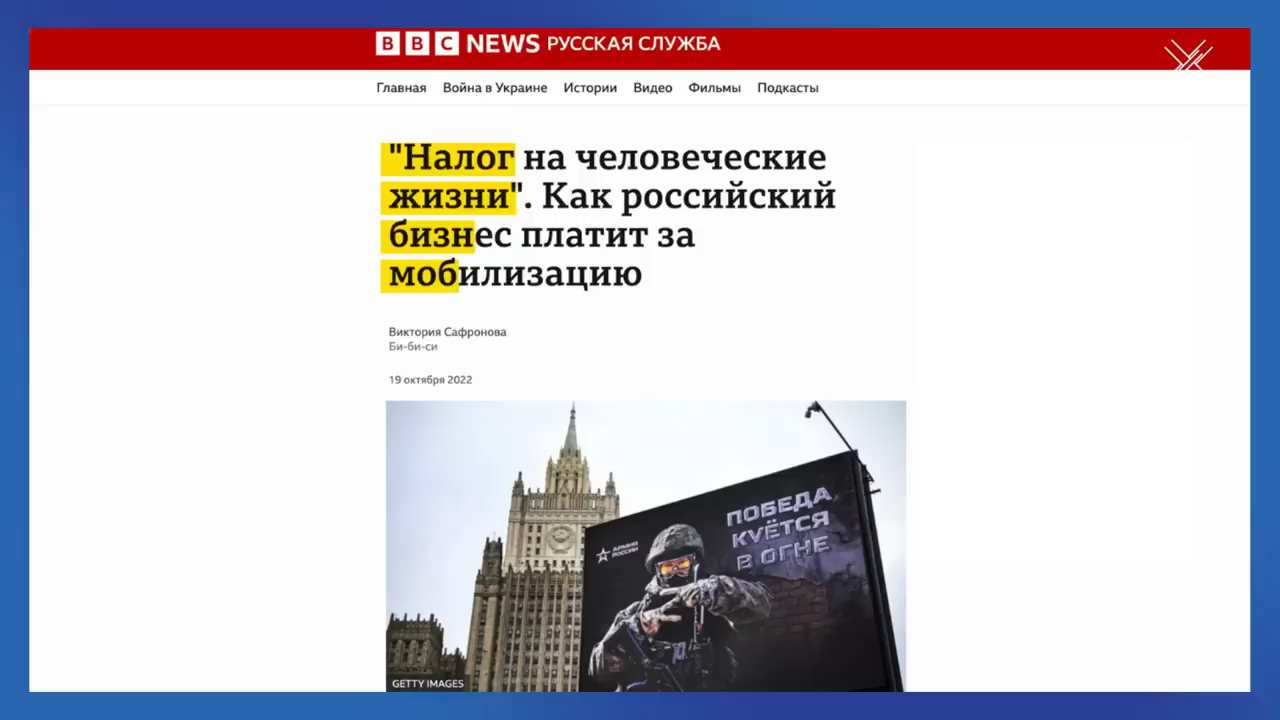 BBC NEWS РУССКАЯ СЛУЖБА
Главная Война в Украине Истории Видео Фильмы Подкасты
"Налог на человеческие
жизни". Как российский
бизнес платит за
мобилизацию
Виктория Сафронова
Би-би-си
19 октября 2022
ПОБЕДА
КУЁТСЯ
В ОГНЕ
АРМИЯ
РОССИИ
GETTY IMAGES